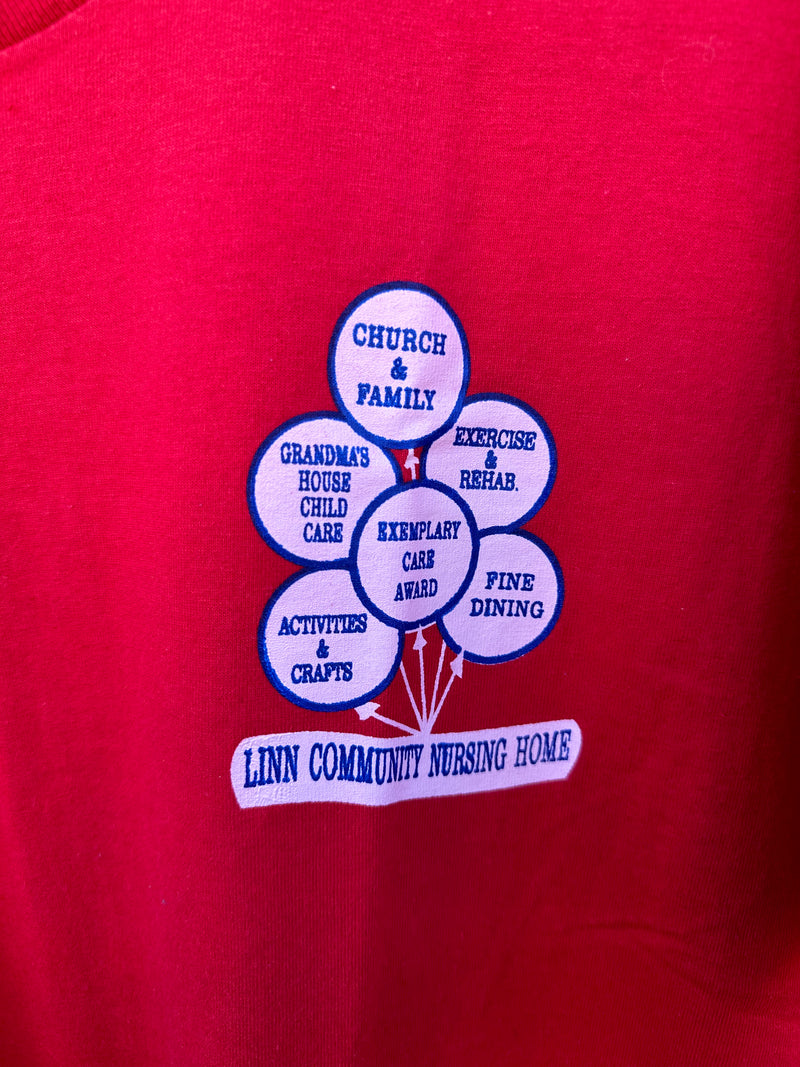 CHURCH
&
FAMILY
GRANDMA'S
HOUSE
CHILD
CARE
EXERCISE
&
REHAB.
EXEMPLARY
CARE
AWARD
ACTIVITIES
&
CRAFTS
FINE
DINING
LINN COMMUNITY NURSING HOME